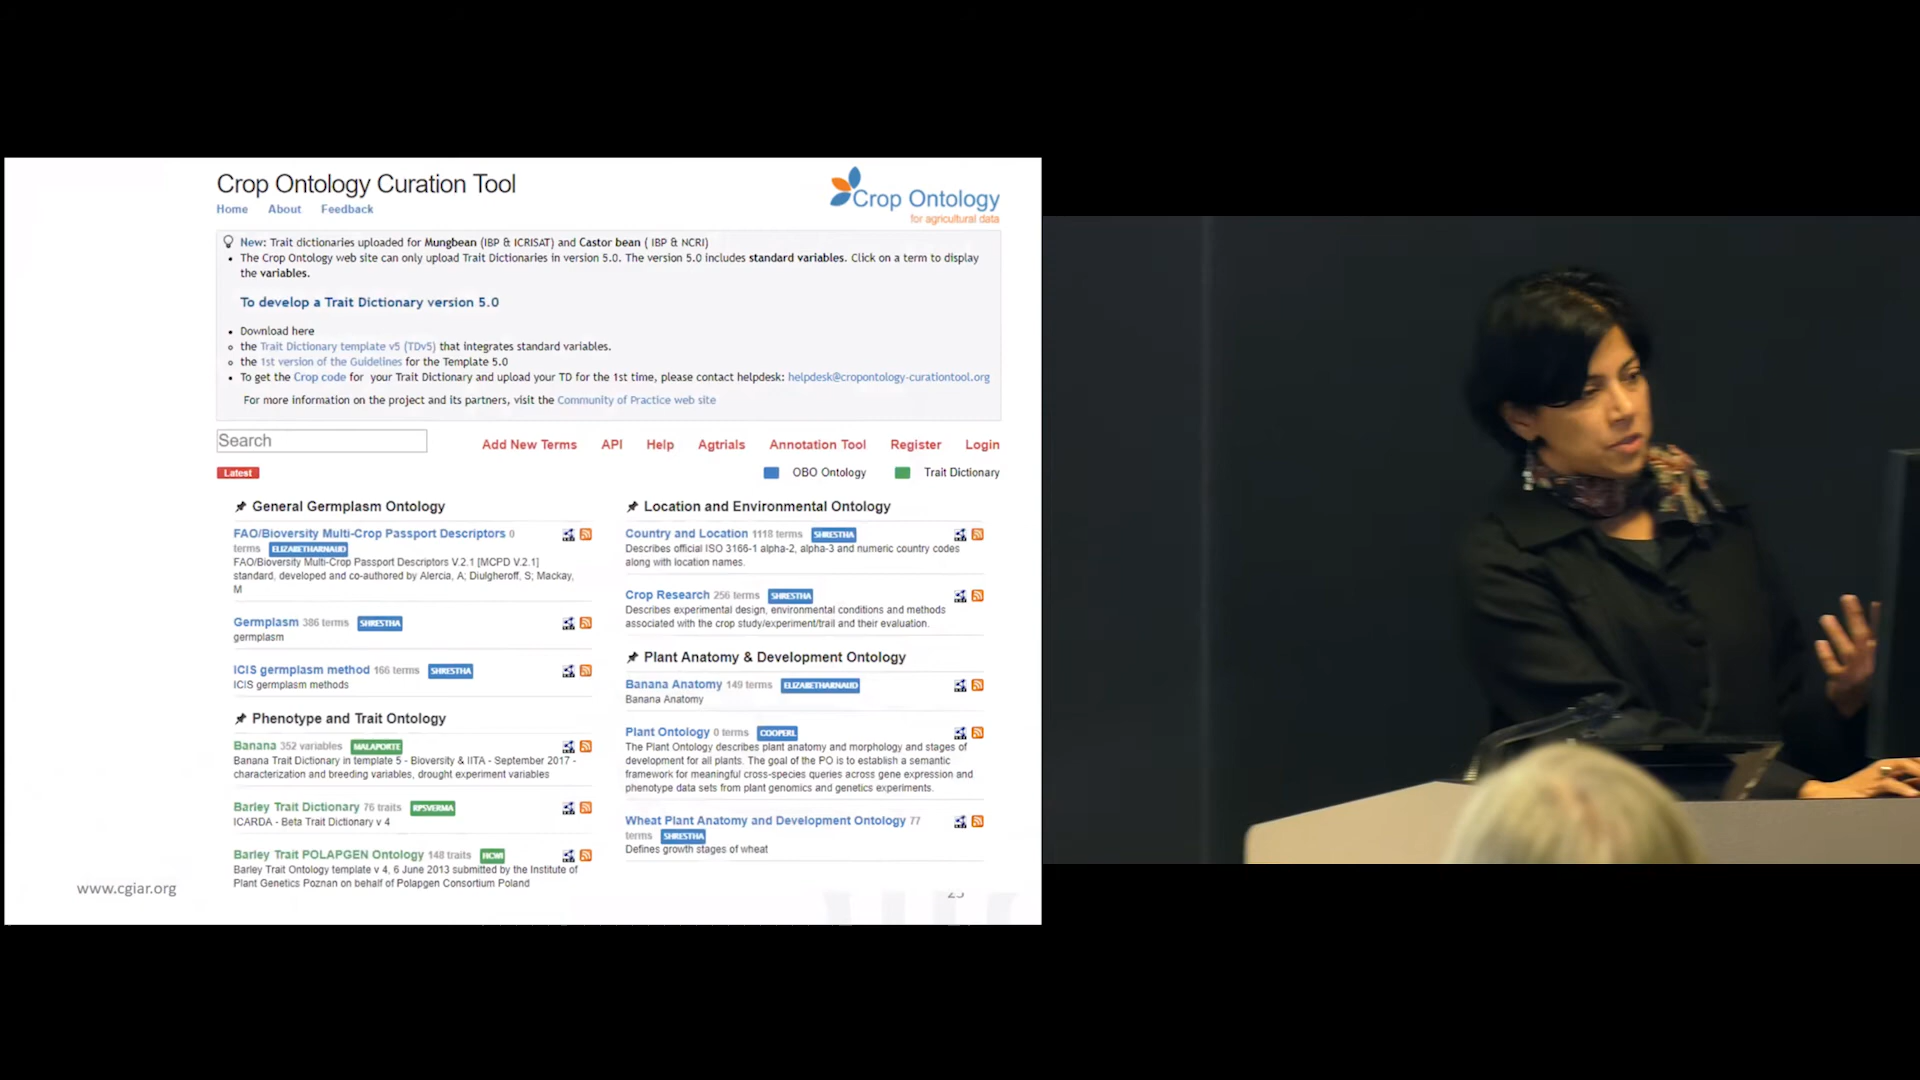 Crop Ontology Curation Tool
Home About Feedback
Crop Ontology
for agricultural data
New: Trait dictionaries uploaded for Mungbean (IBP & ICRISAT) and Castor bean ( IBP & NCRI)
• The Crop Ontology web site can only upload Trait Dictionaries in version 5.0. The version 5.0 includes standard variables. Click on a term to display
the variables.
To develop a Trait Dictionary version 5.0
• Download here
the Trait Dictionary template v5 (TDv5) that integrates standard variables.
the 1st version of the Guidelines for the Template 5.0
• To get the Crop code for your Trait Dictionary and upload your TD for the 1st time, please contact helpdesk: helpdesk@cropontology-curationtool.org
For more information on the project and its partners, visit the Community of Practice web site
Search
Add New Terms API Help Agtrials Annotation Tool Register Login
Latest
OBO Ontology Trait Dictionary
General Germplasm Ontology
FAO/Bioversity Multi-Crop Passport Descriptors 0
terms ELIZABETHARNAUD
FAO/Bioversity Multi-Crop Passport Descriptors V.2.1 [MCPD V.2.1]
standard, developed and co-authored by Alercia, A; Diulgheroff, S; Mackay,
M
Germplasm 386 terms SHRESTHA
germplasm
ICIS germplasm method 166 terms SHRESTHA
ICIS germplasm methods
Phenotype and Trait Ontology
Banana 352 variables MALAPORTE
Banana Trait Dictionary in template 5 - Bioversity & IITA - September 2017 -
characterization and breeding variables, drought experiment variables
Barley Trait Dictionary 76 traits RPSVERMA
ICARDA - Beta Trait Dictionary v 4
Barley Trait POLAPGEN Ontology 148 traits HCWI
Barley Trait Ontology template v 4, 6 June 2013 submitted by the Institute of
Plant Genetics Poznan on behalf of Polapgen Consortium Poland
Location and Environmental Ontology
Country and Location 1118 terms SHRESTHA
Describes official ISO 3166-1 alpha-2, alpha-3 and numeric country codes
along with location names.
Crop Research 256 terms SHRESTHA
Describes experimental design, environmental conditions and methods
associated with the crop study/experiment/trail and their evaluation.
Plant Anatomy & Development Ontology
Banana Anatomy 149 terms ELIZABETHARNAUD
Banana Anatomy
Plant Ontology 0 terms COOPERL
The Plant Ontology describes plant anatomy and morphology and stages of
development for all plants. The goal of the PO is to establish a semantic
framework for meaningful cross-species queries across gene expression and
phenotype data sets from plant genomics and genetics experiments.
Wheat Plant Anatomy and Development Ontology 77
terms SHRESTHA
Defines growth stages of wheat
www.cgiar.org